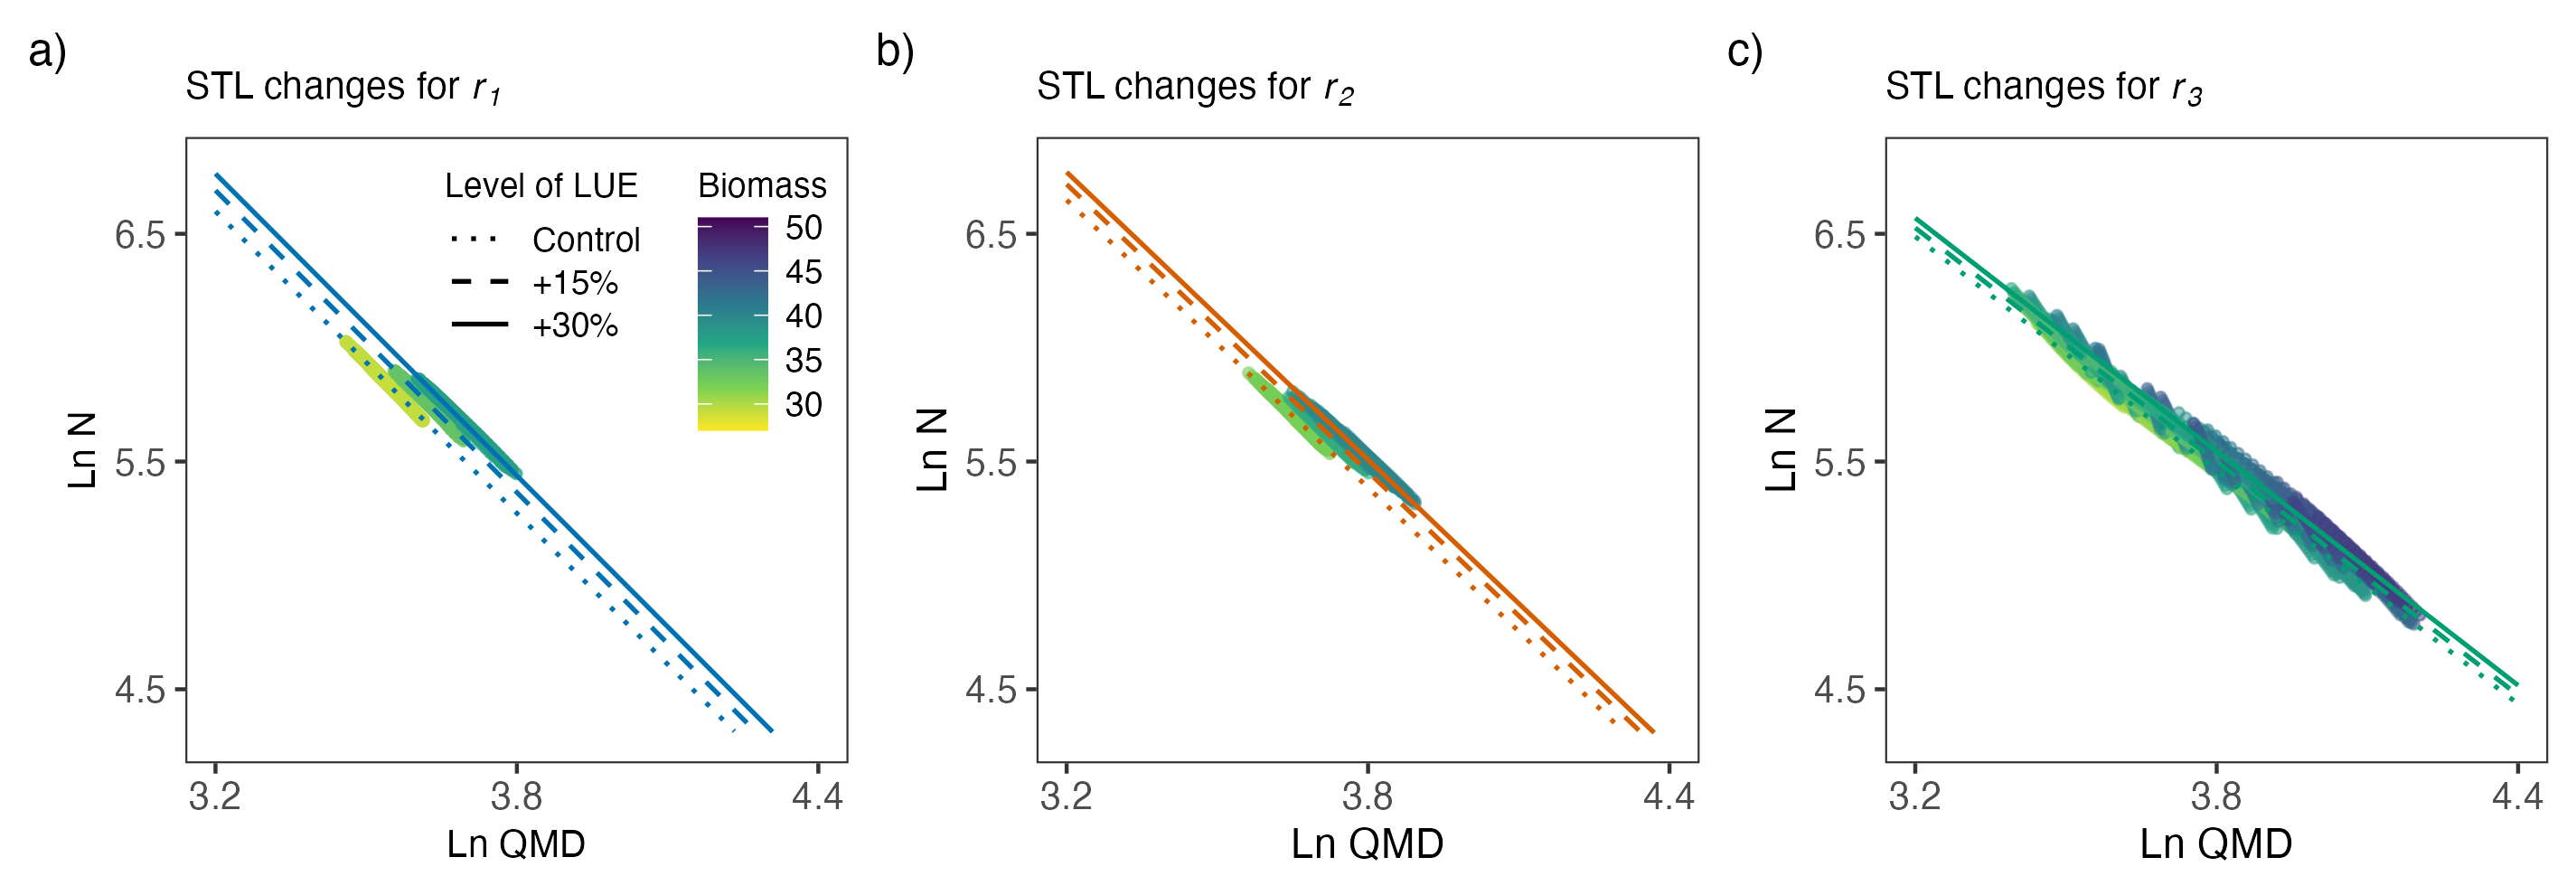 a)
STL changes for r1
Ln N
6.5
5.5
4.5
3.2 3.8 4.4
Ln QMD
Level of LUE
Control
+15%
+30%
Biomass
50
45
40
35
30
b)
STL changes for r2
Ln N
6.5
5.5
4.5
3.2 3.8 4.4
Ln QMD
c)
STL changes for r3
Ln N
6.5
5.5
4.5
3.2 3.8 4.4
Ln QMD